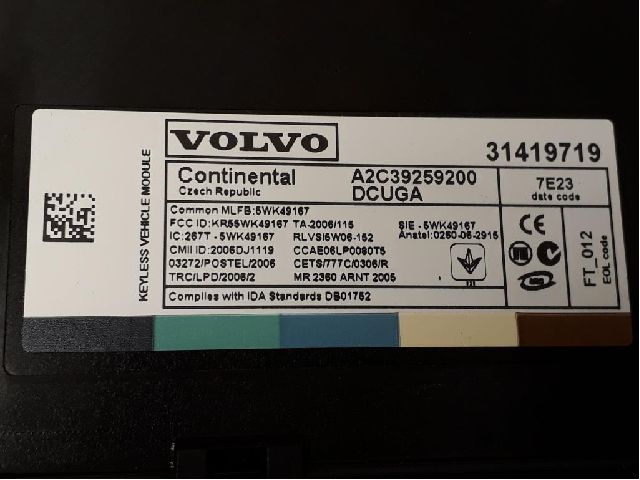 VOLVO
31419719
KEYLESS VEHICLE MODULE
Continental A2C39259200
Czech Republic DCUGA
7E23
date code
Common MLFB:5WK49167
FCC ID:KR55WK49167 TA-2006/115 SIE - 5WK49167
IC:267T - 5WK49167 RLVSI5W06-152 Anatel:0250-06-2915
CMII ID:2006DJ1119 CCAE06LP0080T5
03272/POSTEL/2006 CETS/777C/0306/R
TRC/LPD/2006/2 MR 2360 ARNT 2006
Complies with IDA Standards DB01752
CE
FT_012
EOL code